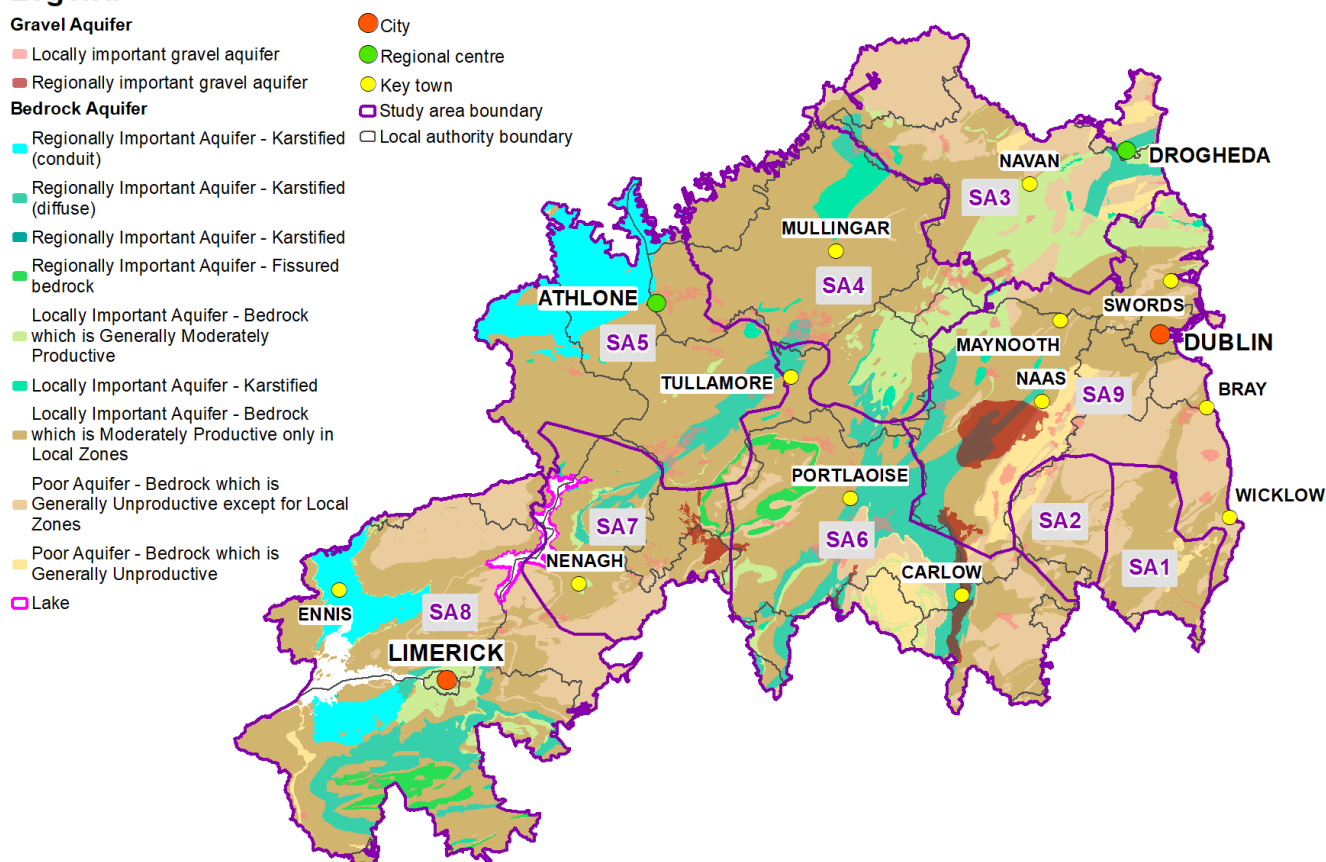 Gravel Aquifer
Locally important gravel aquifer
Regionally important gravel aquifer
Bedrock Aquifer
Regionally Important Aquifer - Karstified
(conduit)
Regionally Important Aquifer - Karstified
(diffuse)
Regionally Important Aquifer - Karstified
Regionally Important Aquifer - Fissured
bedrock
Locally Important Aquifer - Bedrock
which is Generally Moderately
Productive
Locally Important Aquifer - Karstified
Locally Important Aquifer - Bedrock
which is Moderately Productive only in
Local Zones
Poor Aquifer - Bedrock which is
Generally Unproductive except for Local
Zones
Poor Aquifer - Bedrock which is
Generally Unproductive
Lake
City
Regional centre
Key town
Study area boundary
Local authority boundary
DROGHEDA
NAVAN
SA3
MULLINGAR
SA4
SWORDS
ATHLONE
DUBLIN
MAYNOOTH
SA5
TULLAMORE
NAAS
SA9
BRAY
PORTLAOISE
WICKLOW
SA7
SA2
SA6
NENAGH
CARLOW
SA1
ENNIS
SA8
LIMERICK